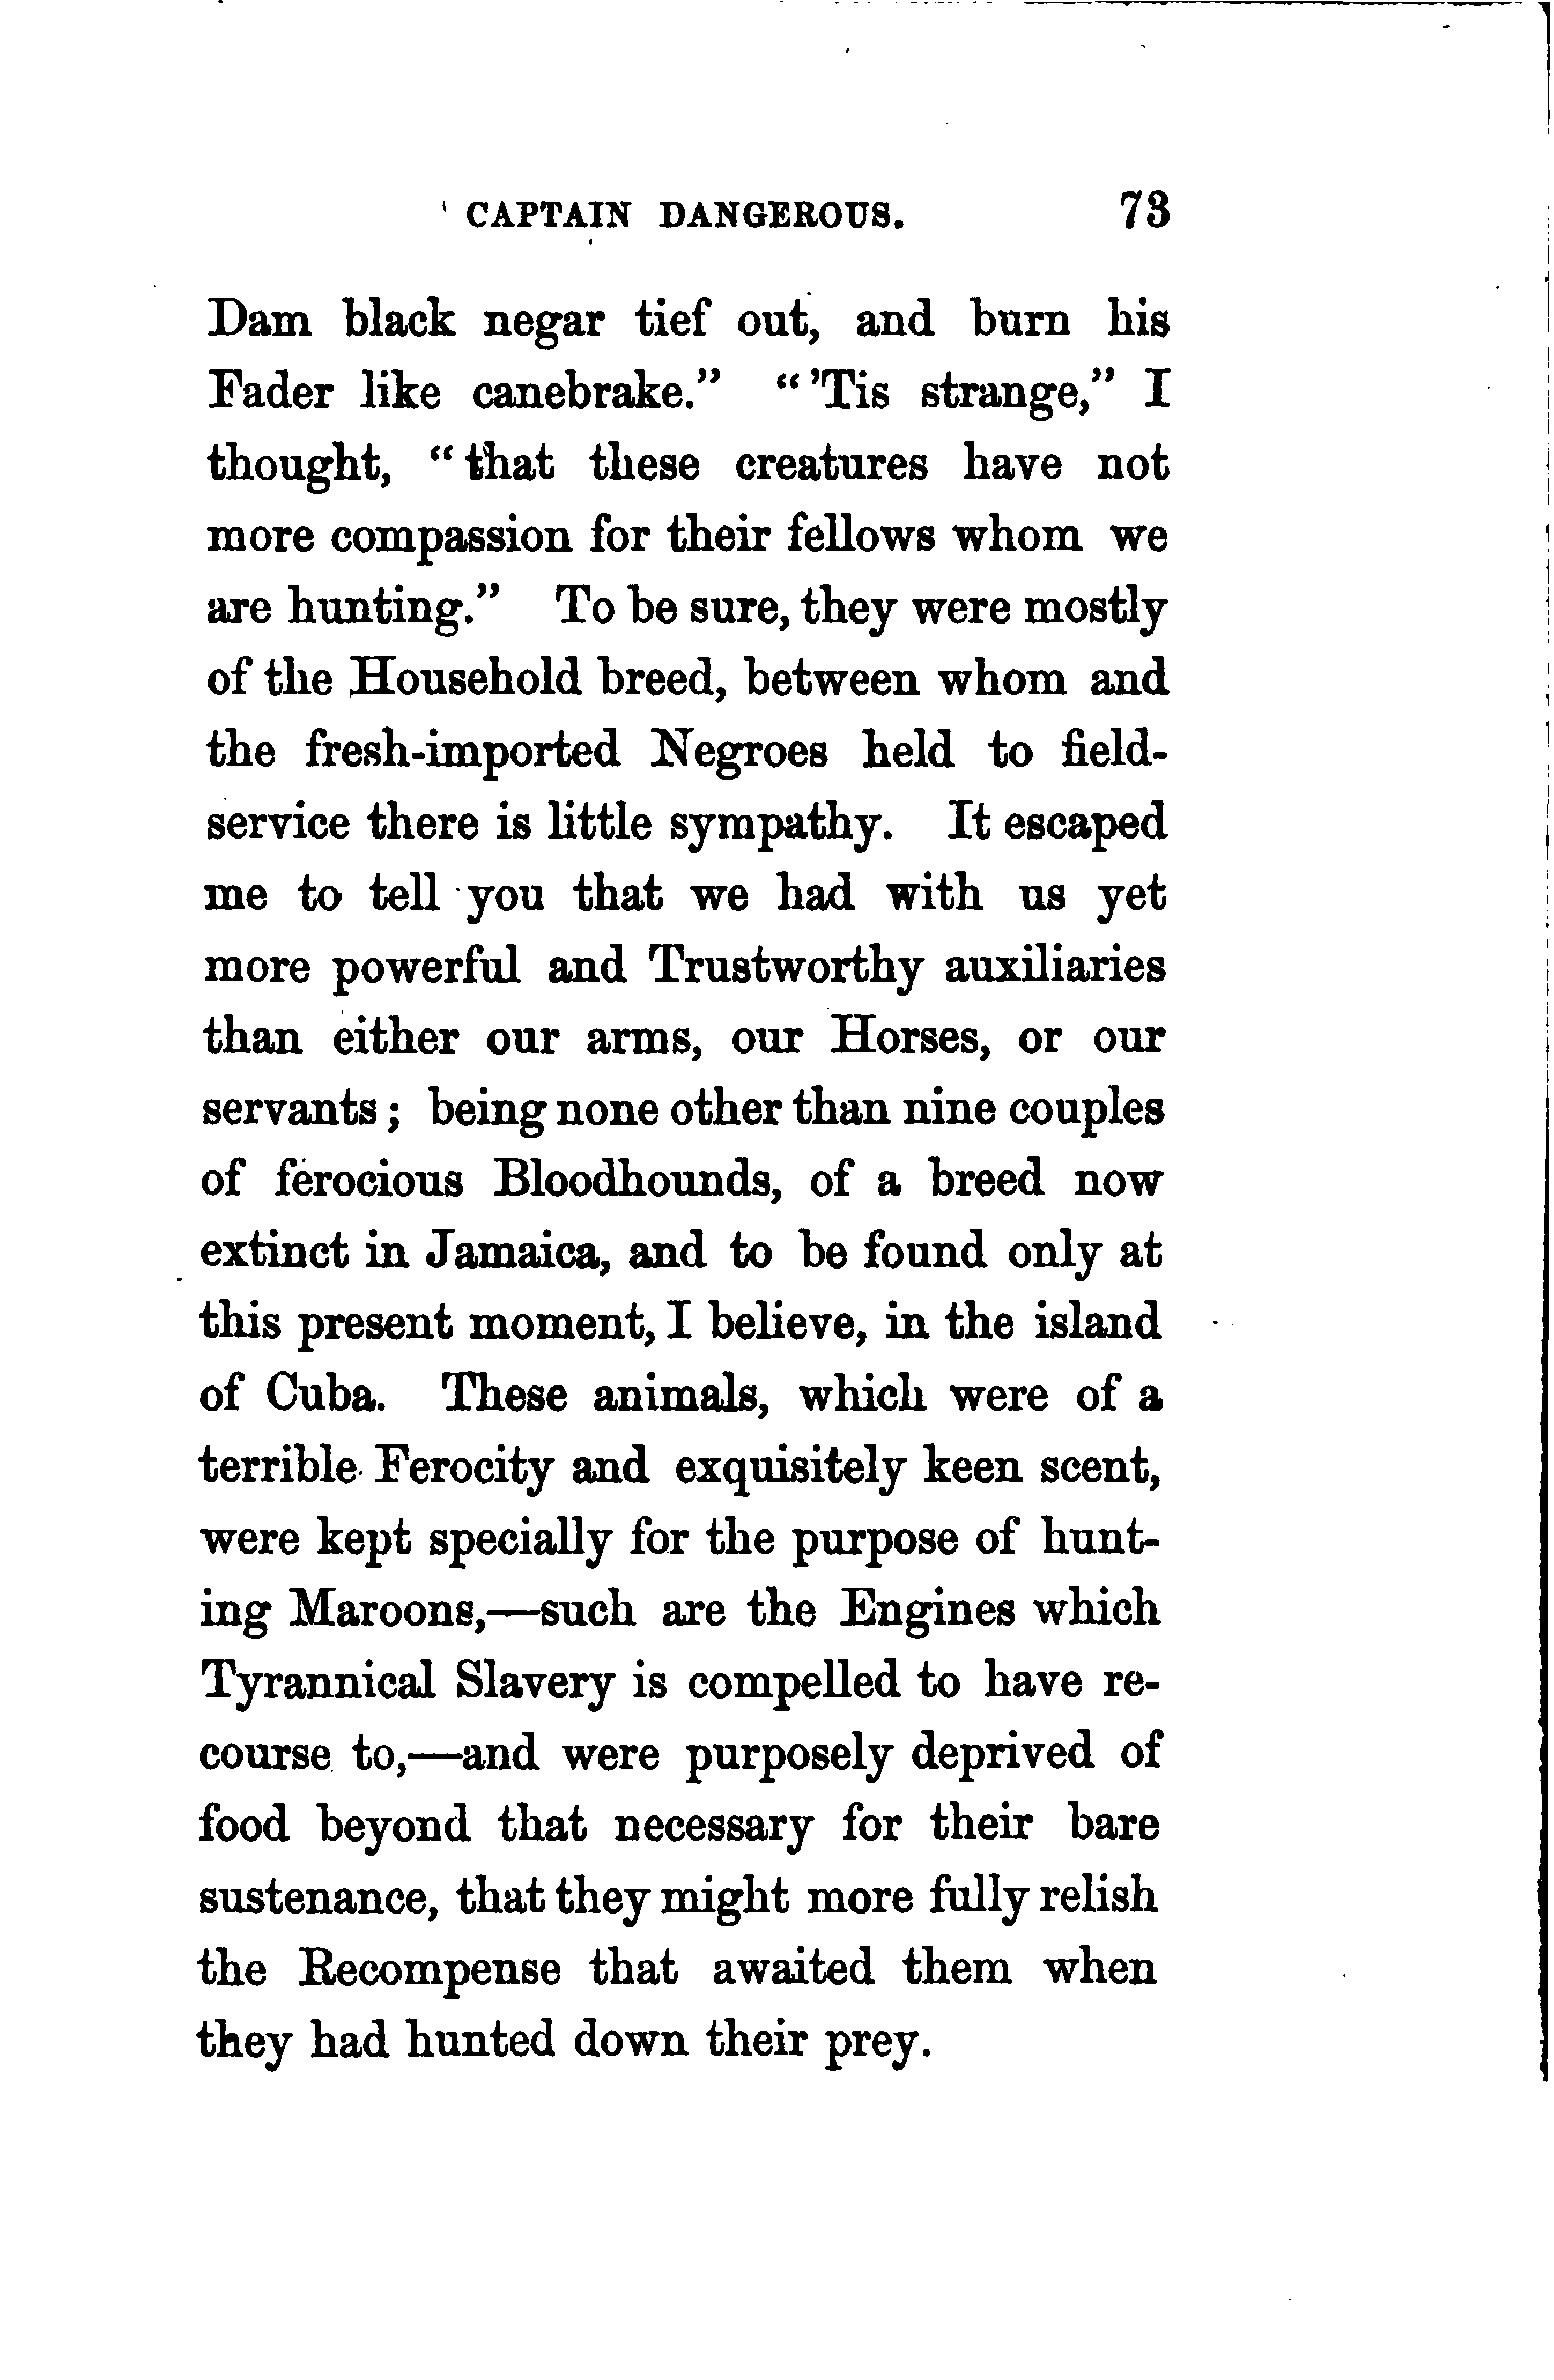 CAPTAIN DANGEROUS. 73
Dam black negar tief out, and burn his
Fader like canebrake." "'Tis strange," I
thought, "that these creatures have not
more compassion for their fellows whom we
are hunting." To be sure, they were mostly
of the Household breed, between whom and
the fresh-imported Negroes held to field-
service there is little sympathy. It escaped
me to tell you that we had with us yet
more powerful and Trustworthy auxiliaries
than either our arms, our Horses, or our
servants; being none other than nine couples
of ferocious Bloodhounds, of a breed now
extinct in Jamaica, and to be found only at
this present moment, I believe, in the island
of Cuba. These animals, which were of a
terrible Ferocity and exquisitely keen scent,
were kept specially for the purpose of hunt-
ing Maroons,—such are the Engines which
Tyrannical Slavery is compelled to have re-
course to,—and were purposely deprived of
food beyond that necessary for their bare
sustenance, that they might more fully relish
the Recompense that awaited them when
they had hunted down their prey.